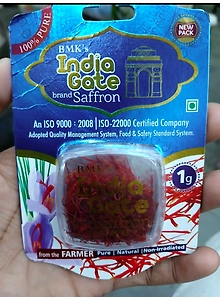 100% PURE
NEW
PACK
BMK's
India
Gate
brand Saffron
An ISO 9000 : 2008 | ISO-22000 Certified Company
Adopted Quality Management System, Food & Safety Standard System.
BMK's
1g
from the FARMER Pure | Natural | Non-Irradiated